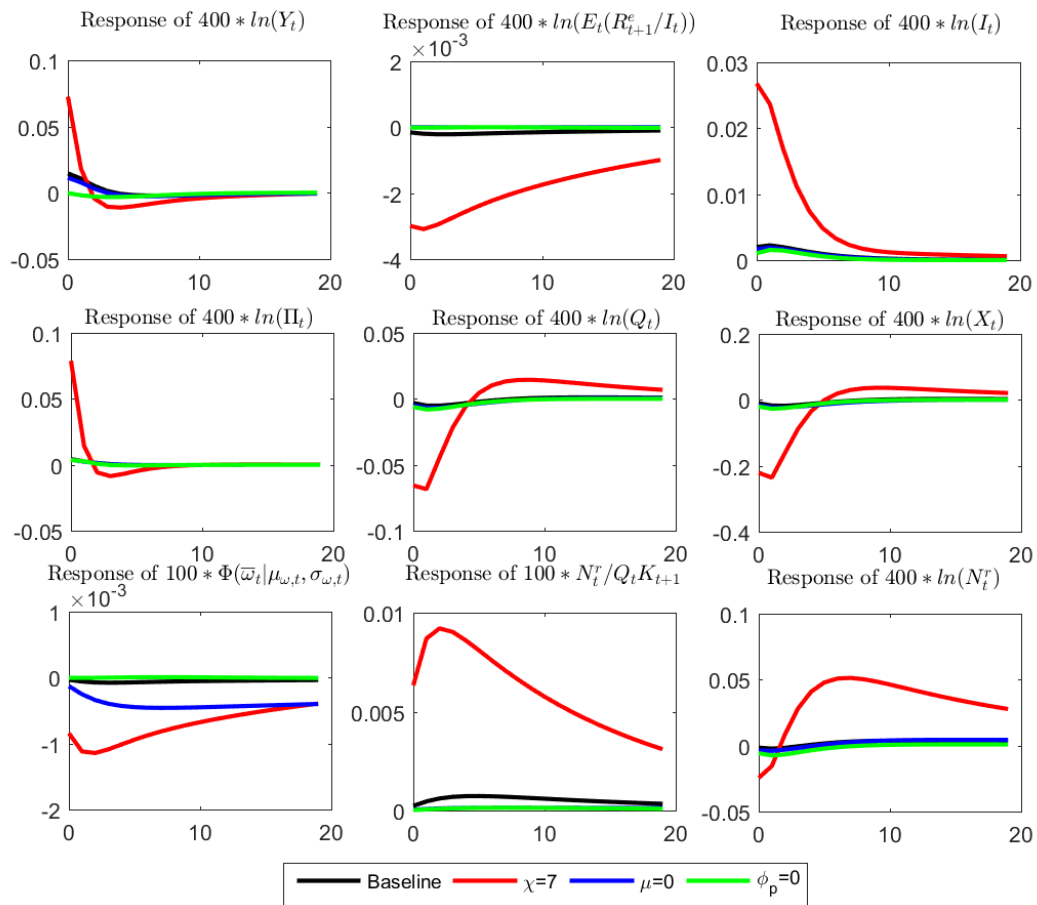 Response of 400 ∗ ln(Y_t)
Response of 400 ∗ ln(E_t(R^e_{t+1}/I_t))
Response of 400 ∗ ln(I_t)
0.1
0.05
0
-0.05
0 10 20
×10^-3
2
0
-2
-4
0 10 20
0.03
0.02
0.01
0
0 10 20
Response of 400 ∗ ln(Π_t)
Response of 400 ∗ ln(Q_t)
Response of 400 ∗ ln(X_t)
0.1
0.05
0
-0.05
0 10 20
0.05
0
-0.05
-0.1
0 10 20
0.2
0
-0.2
-0.4
0 10 20
Response of 100 ∗ Φ(ω̅_t|μ_{ω,t}, σ_{ω,t})
Response of 100 ∗ N^r_t/Q_tK_{t+1}
Response of 400 ∗ ln(N^r_t)
×10^-3
1
0
-1
-2
0 10 20
0.01
0.005
0
0 10 20
0.05
0
-0.05
0 10 20
Baseline χ=7 μ=0 ϕ_p=0